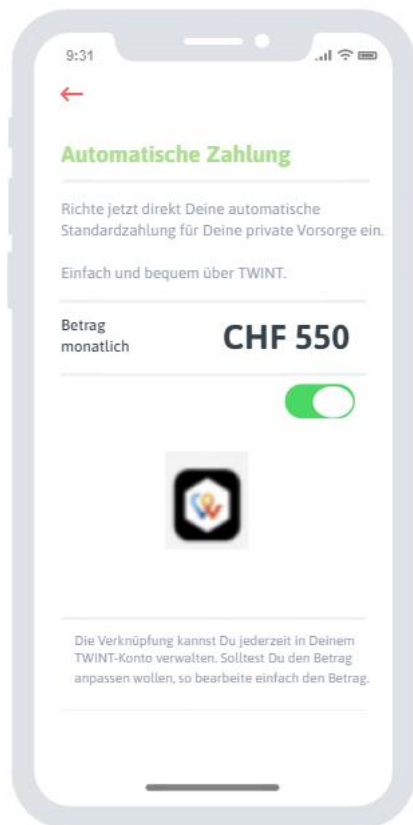 9:31
Automatische Zahlung
Richte jetzt direkt Deine automatische
Standardzahlung für Deine private Vorsorge ein.
Einfach und bequem über TWINT.
Betrag
monatlich
CHF 550
Die Verknüpfung kannst Du jederzeit in Deinem
TWINT-Konto verwalten. Solltest Du den Betrag
anpassen wollen, so bearbeite einfach den Betrag.